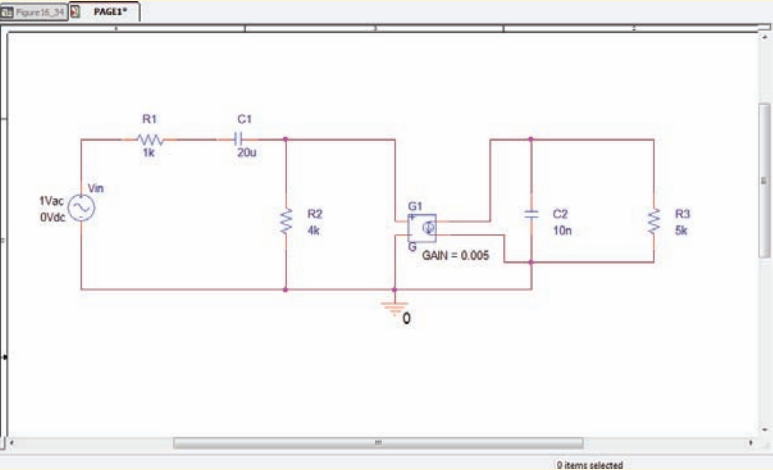 Figure16_34 PAGE1*
R1
1k
C1
20u
1Vac
0Vdc
Vin
R2
4k
G1
G
GAIN = 0.005
C2
10n
R3
5k
0
0 items selected